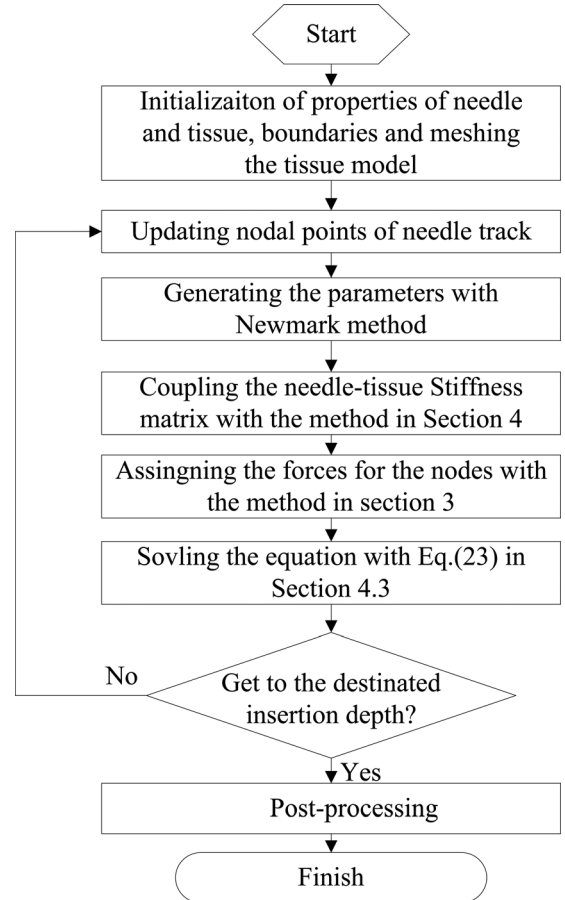 Start
Initializaiton of properties of needle
and tissue, boundaries and meshing
the tissue model
Updating nodal points of needle track
Generating the parameters with
Newmark method
Coupling the needle-tissue Stiffness
matrix with the method in Section 4
Assingning the forces for the nodes with
the method in section 3
Sovling the equation with Eq.(23) in
Section 4.3
No
Get to the destinated
insertion depth?
Yes
Post-processing
Finish